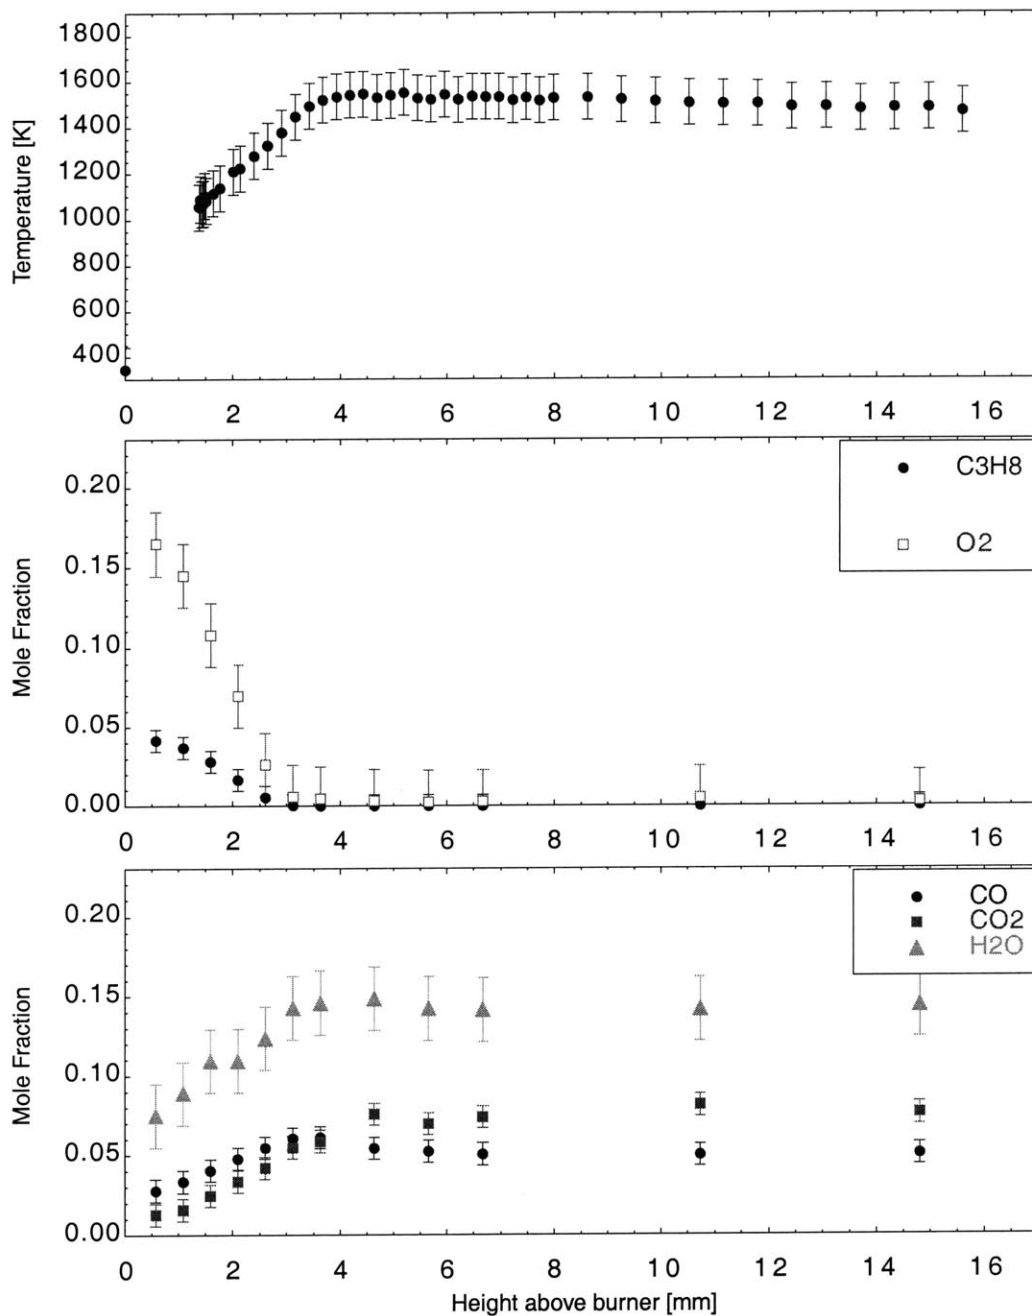 1800
1600
1400
1200
1000
800
600
400
Temperature [K]
0 2 4 6 8 10 12 14 16
0.20
0.15
0.10
0.05
0.00
Mole Fraction
C3H8
O2
0 2 4 6 8 10 12 14 16
0.20
0.15
0.10
0.05
0.00
Mole Fraction
CO
CO2
H2O
0 2 4 6 8 10 12 14 16
Height above burner [mm]